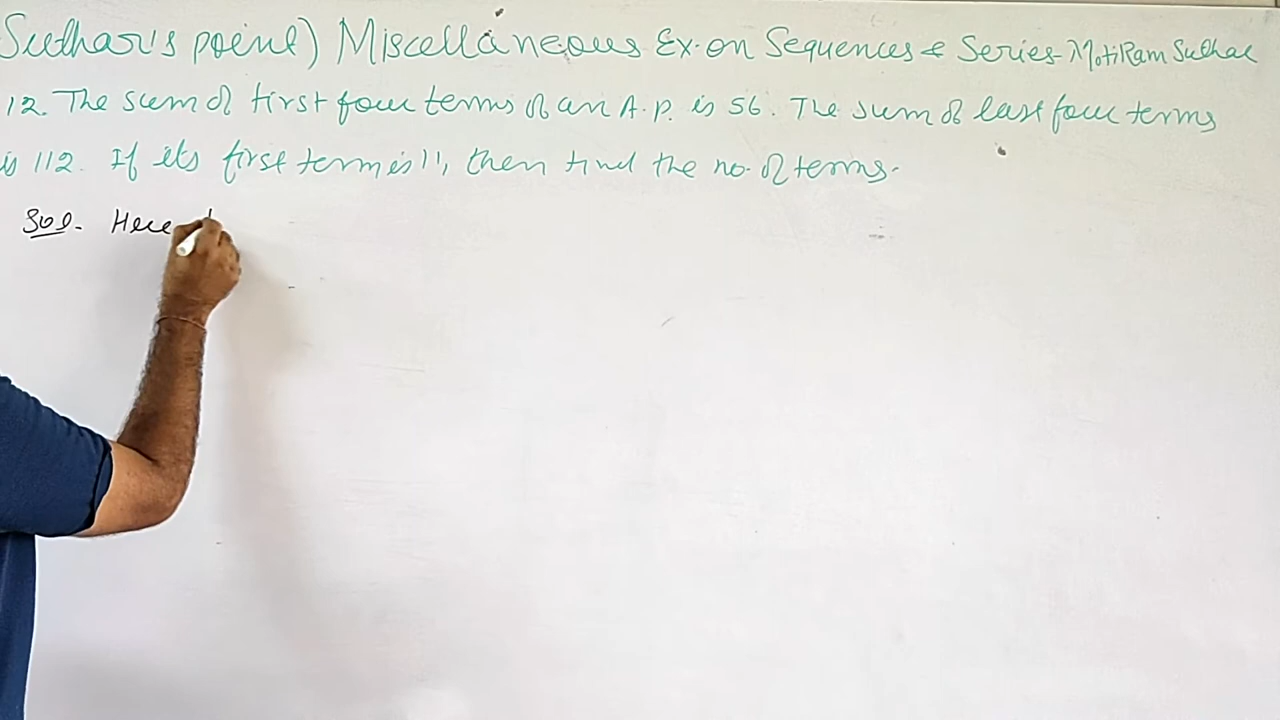 Suthar's point) Miscellaneous Ex. on Sequences & Series - MotiRam Suthar
12. The sum of first four terms of an A.P. is 56. The sum of last four terms
is 112. If its first term is 11, then find the no. of terms.
Sol. Here